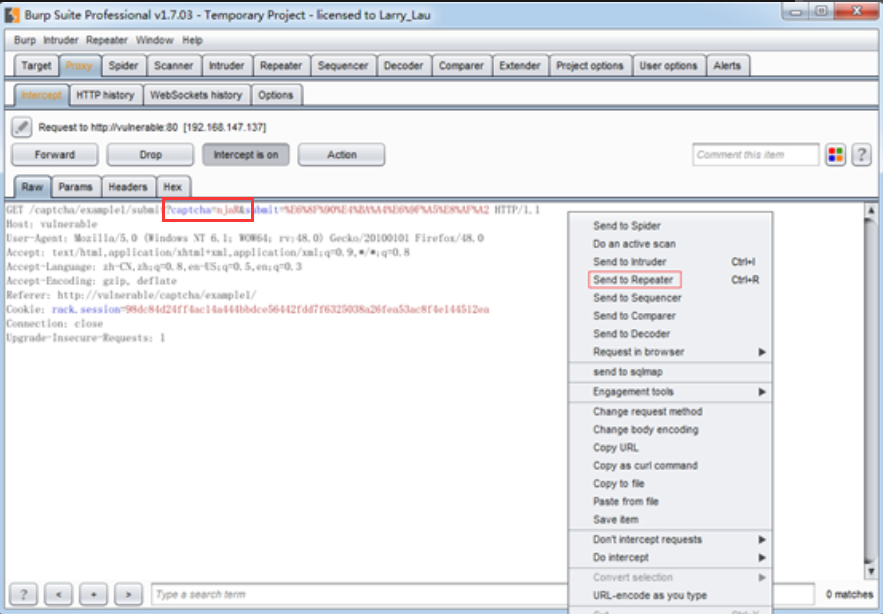 Burp Suite Professional v1.7.03 - Temporary Project - licensed to Larry_Lau
Burp Intruder Repeater Window Help
Target Proxy Spider Scanner Intruder Repeater Sequencer Decoder Comparer Extender Project options User options Alerts
Intercept HTTP history WebSockets history Options
Request to http://vulnerable:80 [192.168.147.137]
Forward Drop Intercept is on Action Comment this item ?
Raw Params Headers Hex
GET /captcha/example1/submit?captcha=njaR&submit=%E6%8F%90%E4%BA%A4%E6%9F%A5%E8%AF%A2 HTTP/1.1
Host: vulnerable
User-Agent: Mozilla/5.0 (Windows NT 6.1; WOW64; rv:48.0) Gecko/20100101 Firefox/48.0
Accept: text/html,application/xhtml+xml,application/xml;q=0.9,*/*;q=0.8
Accept-Language: zh-CN,zh;q=0.8,en-US;q=0.5,en;q=0.3
Accept-Encoding: gzip, deflate
Referer: http://vulnerable/captcha/example1/
Cookie: rack.session=98dc84d24ff4ac14a444bbdce56442fdd7f6325038a26fea53ac8f4e144512ea
Connection: close
Upgrade-Insecure-Requests: 1
Send to Spider
Do an active scan
Send to Intruder Ctrl+I
Send to Repeater Ctrl+R
Send to Sequencer
Send to Comparer
Send to Decoder
Request in browser
send to sqlmap
Engagement tools
Change request method
Change body encoding
Copy URL
Copy as curl command
Copy to file
Paste from file
Save item
Don't intercept requests
Do intercept
Convert selection
URL-encode as you type
? < + > Type a search term 0 matches